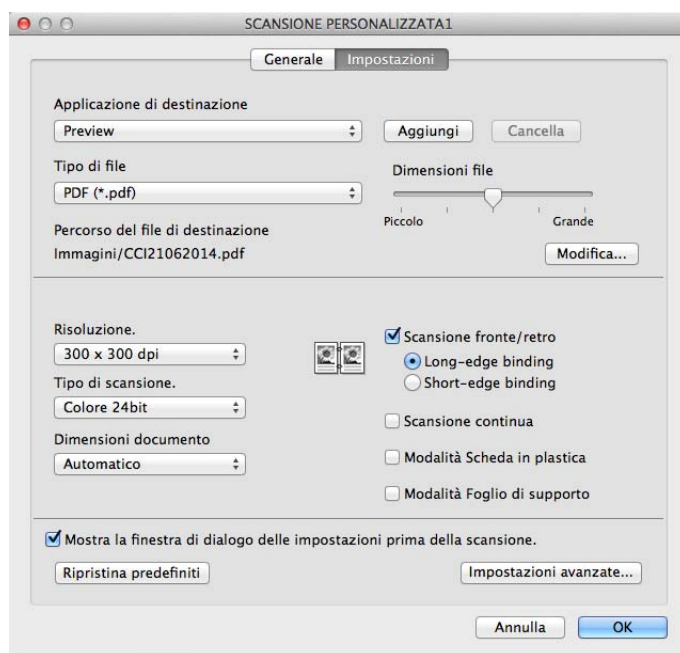 SCANSIONE PERSONALIZZATA1
Generale Impostazioni
Applicazione di destinazione
Preview Aggiungi Cancella
Tipo di file Dimensioni file
PDF (*.pdf)
Piccolo Grande
Percorso del file di destinazione
Immagini/CCI21062014.pdf Modifica...
Risoluzione. Scansione fronte/retro
300 x 300 dpi Long-edge binding
Tipo di scansione. Short-edge binding
Colore 24bit Scansione continua
Dimensioni documento
Automatico Modalità Scheda in plastica
Modalità Foglio di supporto
Mostra la finestra di dialogo delle impostazioni prima della scansione.
Ripristina predefiniti Impostazioni avanzate...
Annulla OK